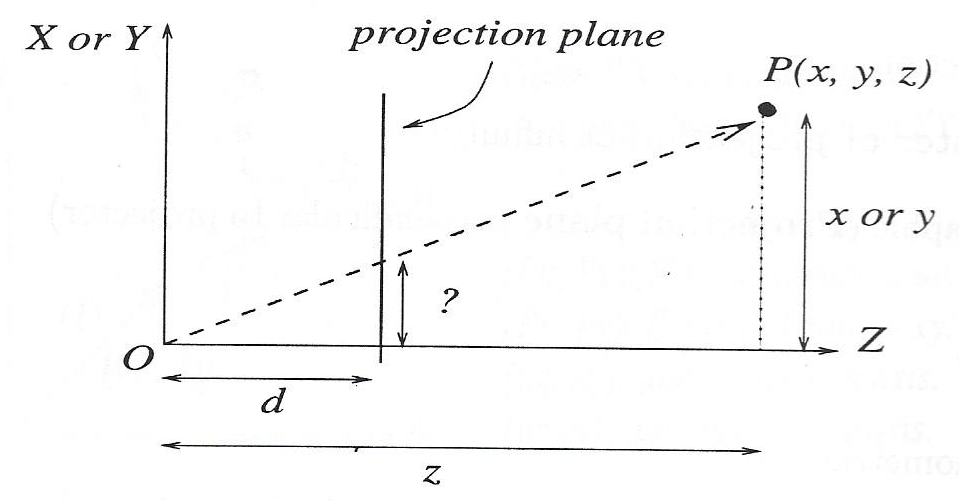 X or Y
projection plane
P(x, y, z)
x or y
?
O
Z
d
z